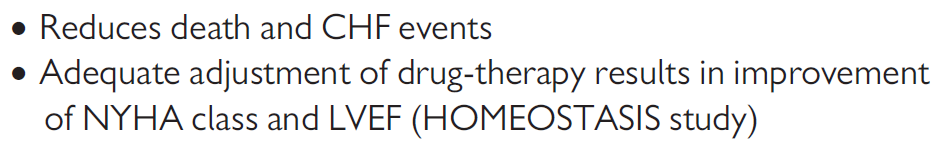 • Reduces death and CHF events
• Adequate adjustment of drug-therapy results in improvement
of NYHA class and LVEF (HOMEOSTASIS study)